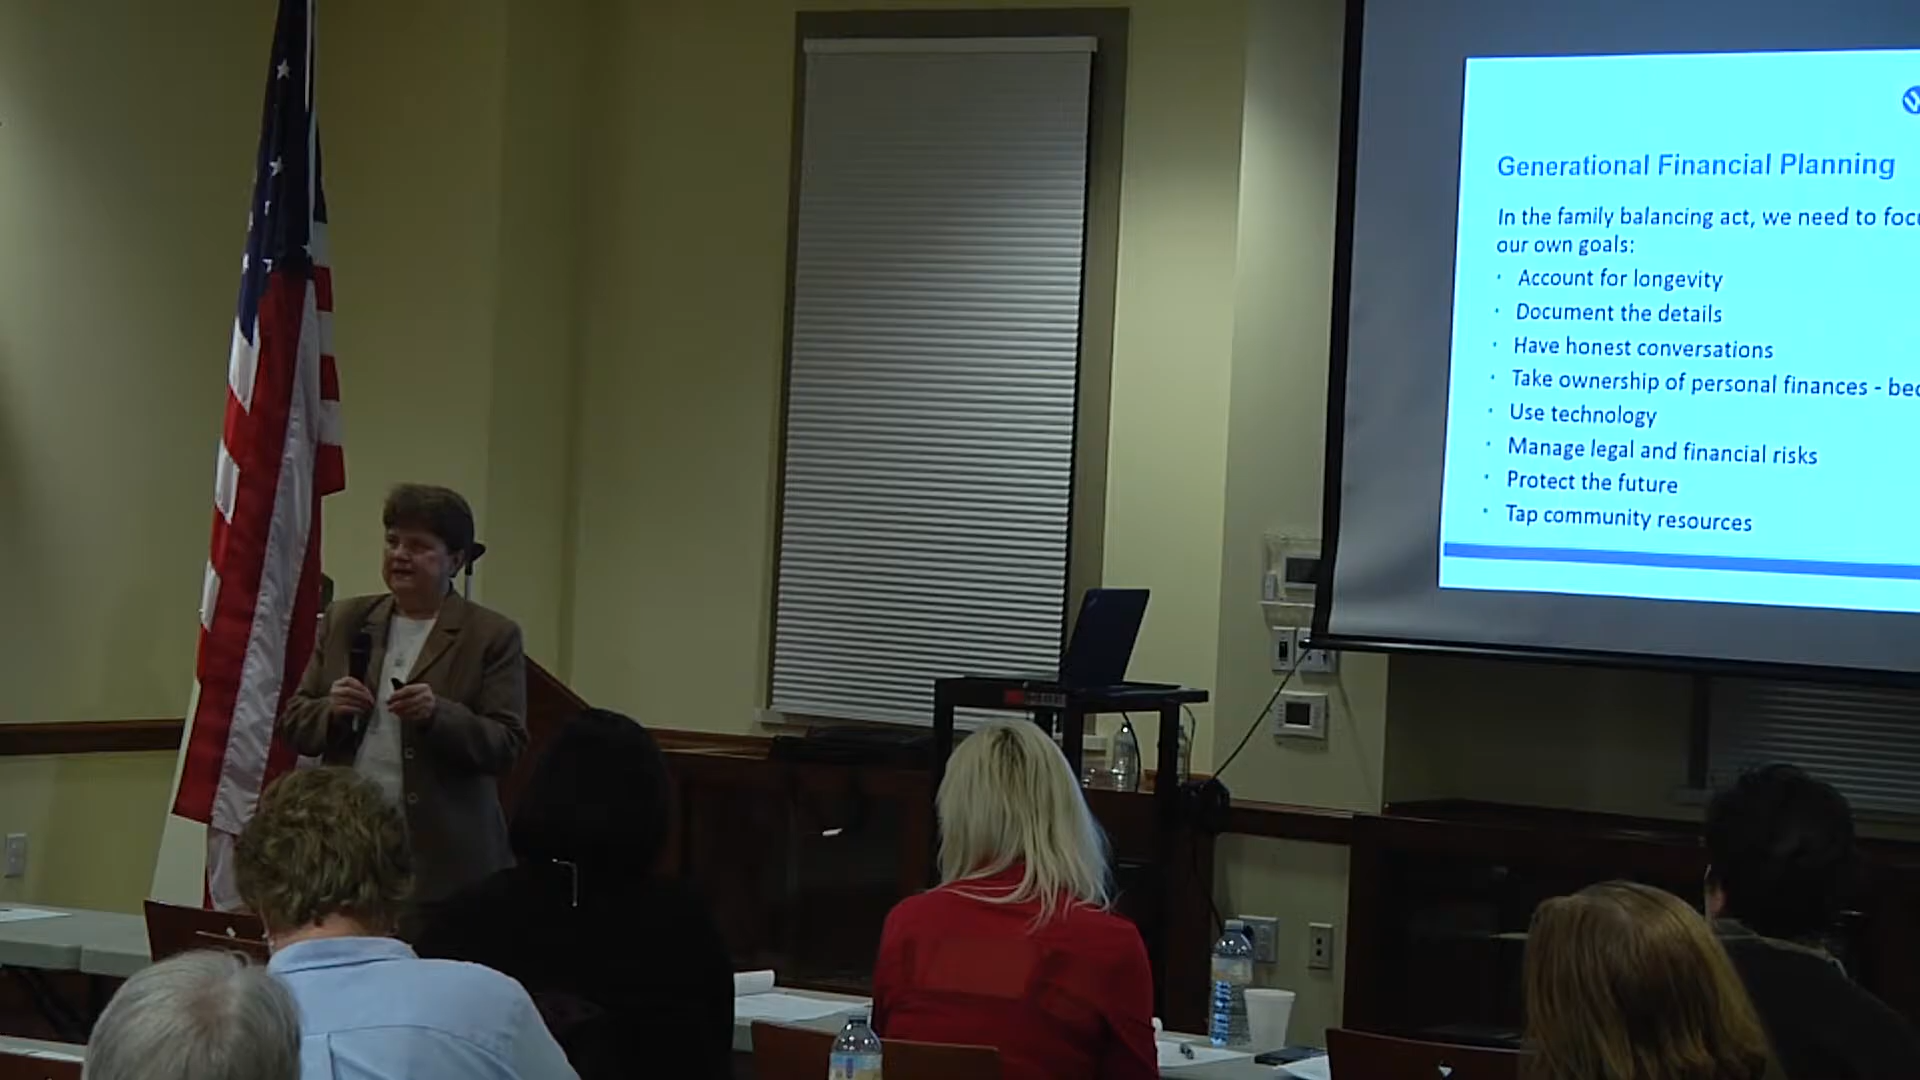 Generational Financial Planning
In the family balancing act, we need to
our own goals:
Account for longevity
Document the details
Have honest conversations
Take ownership of personal finances -
Use technology
Manage legal and financial risks
Protect the future
Tap community resources